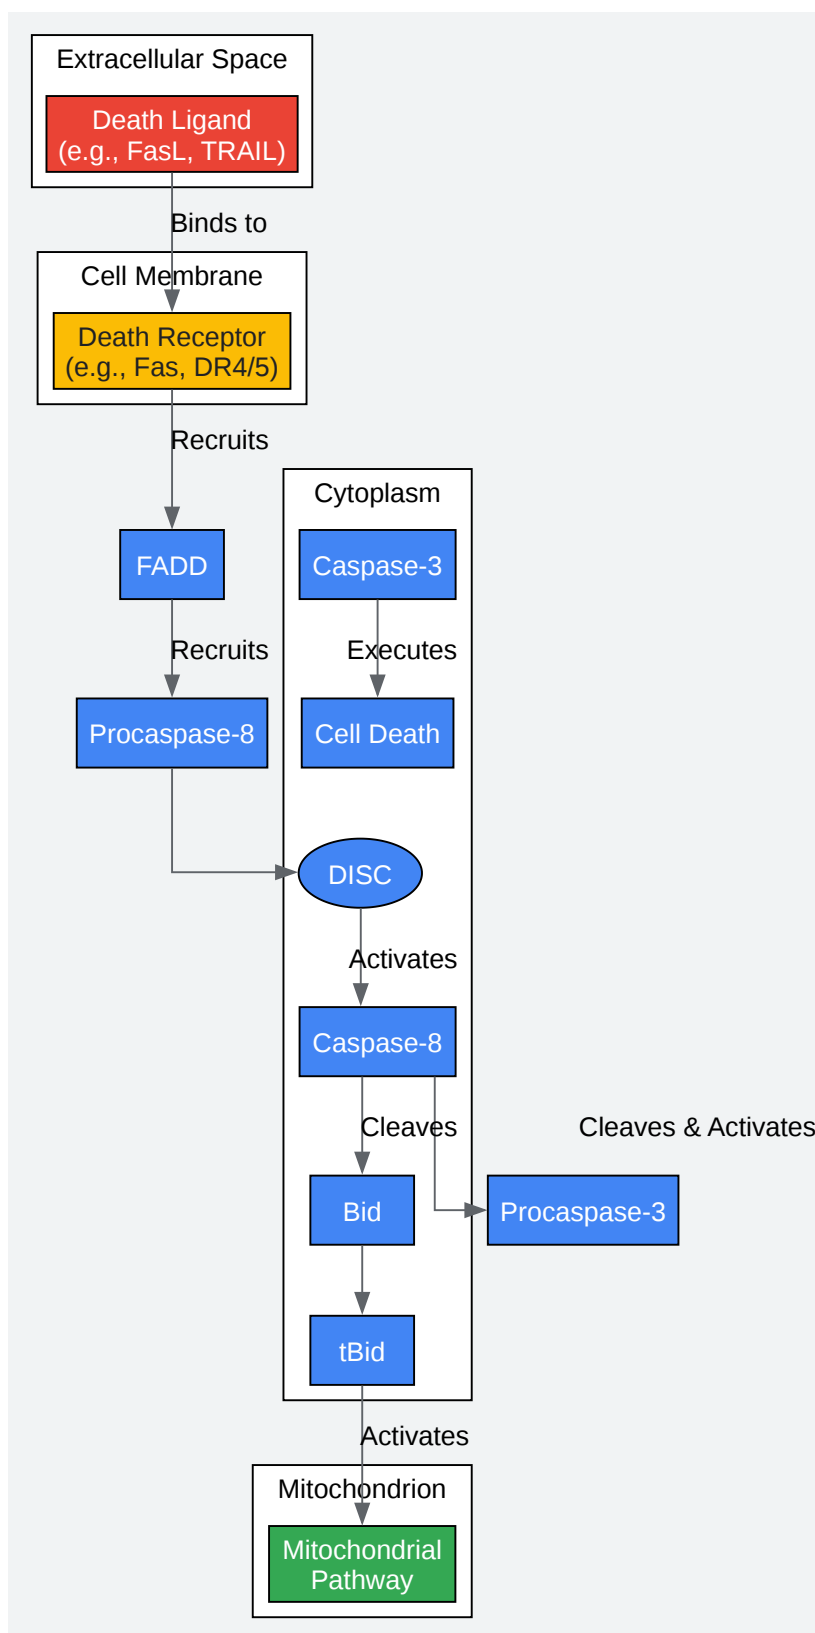 Extracellular Space
Death Ligand
(e.g., FasL, TRAIL)
Binds to
Cell Membrane
Death Receptor
(e.g., Fas, DR4/5)
Recruits
Cytoplasm
FADD
Caspase-3
Recruits
Executes
Procaspase-8
Cell Death
DISC
Activates
Caspase-8
Cleaves
Cleaves & Activates
Bid
Procaspase-3
tBid
Activates
Mitochondrion
Mitochondrial
Pathway